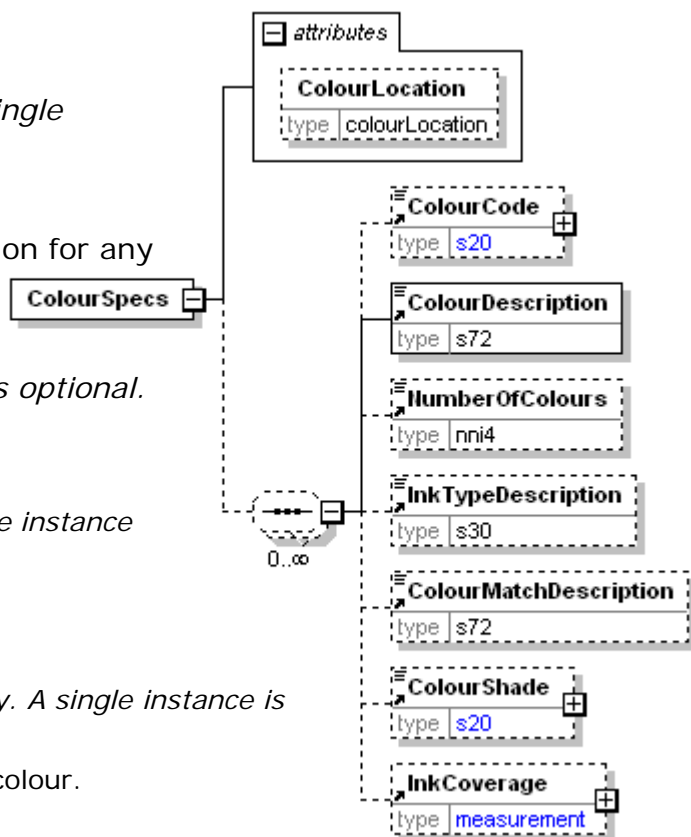 attributes
ColourLocation
type colourLocation
ingle
on for any
ColourSpecs
s optional.
e instance
0..∞
y. A single instance is
colour.
ColourCode
type s20
ColourDescription
type s72
NumberOfColours
type nni4
InkTypeDescription
type s30
ColourMatchDescription
type s72
ColourShade
type s20
InkCoverage
type measurement